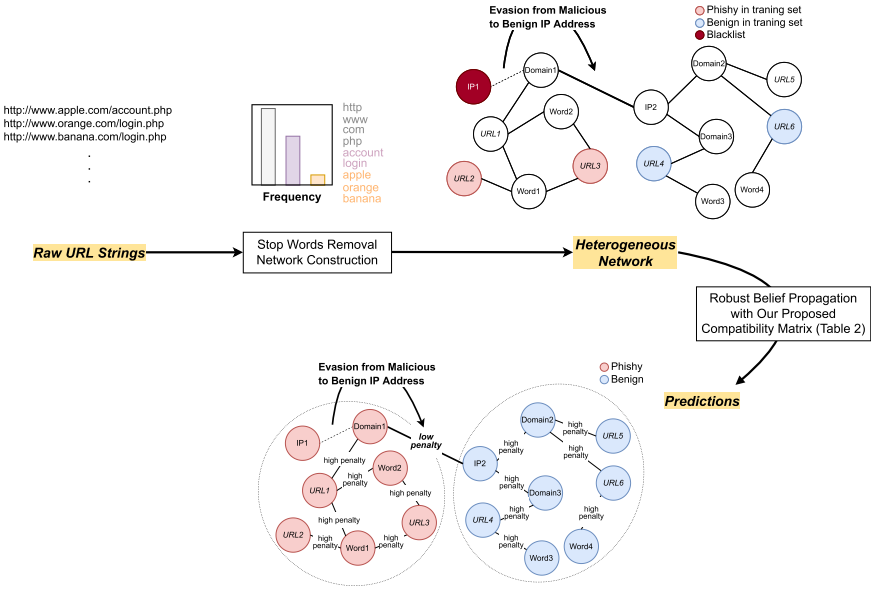 Evasion from Malicious
to Benign IP Address
Phishy in traning set
Benign in traning set
Blacklist
IP1
Domain1
Domain2
URL5
IP2
Word2
URL1
URL6
Domain3
URL2
URL3
URL4
Word1
Word4
Word3
http://www.apple.com/account.php
http://www.orange.com/login.php
http://www.banana.com/login.php
.
.
.
http
www
com
php
account
login
apple
orange
banana
Frequency
Raw URL Strings
Stop Words Removal
Network Construction
Heterogeneous
Network
Robust Belief Propagation
with Our Proposed
Compatibility Matrix (Table 2)
Predictions
Evasion from Malicious
to Benign IP Address
Phishy
Benign
IP1
Domain1
low
penalty
Domain2
high
penalty
URL5
high
penalty
high
penalty
high penalty
Word2
IP2
high
penalty
URL1
high
penalty
URL6
high penalty
Domain3
high penalty
URL3
URL4
high
penalty
high
penalty
URL2
high
penalty
Word1
high
penalty
high
penalty
Word3
Word4